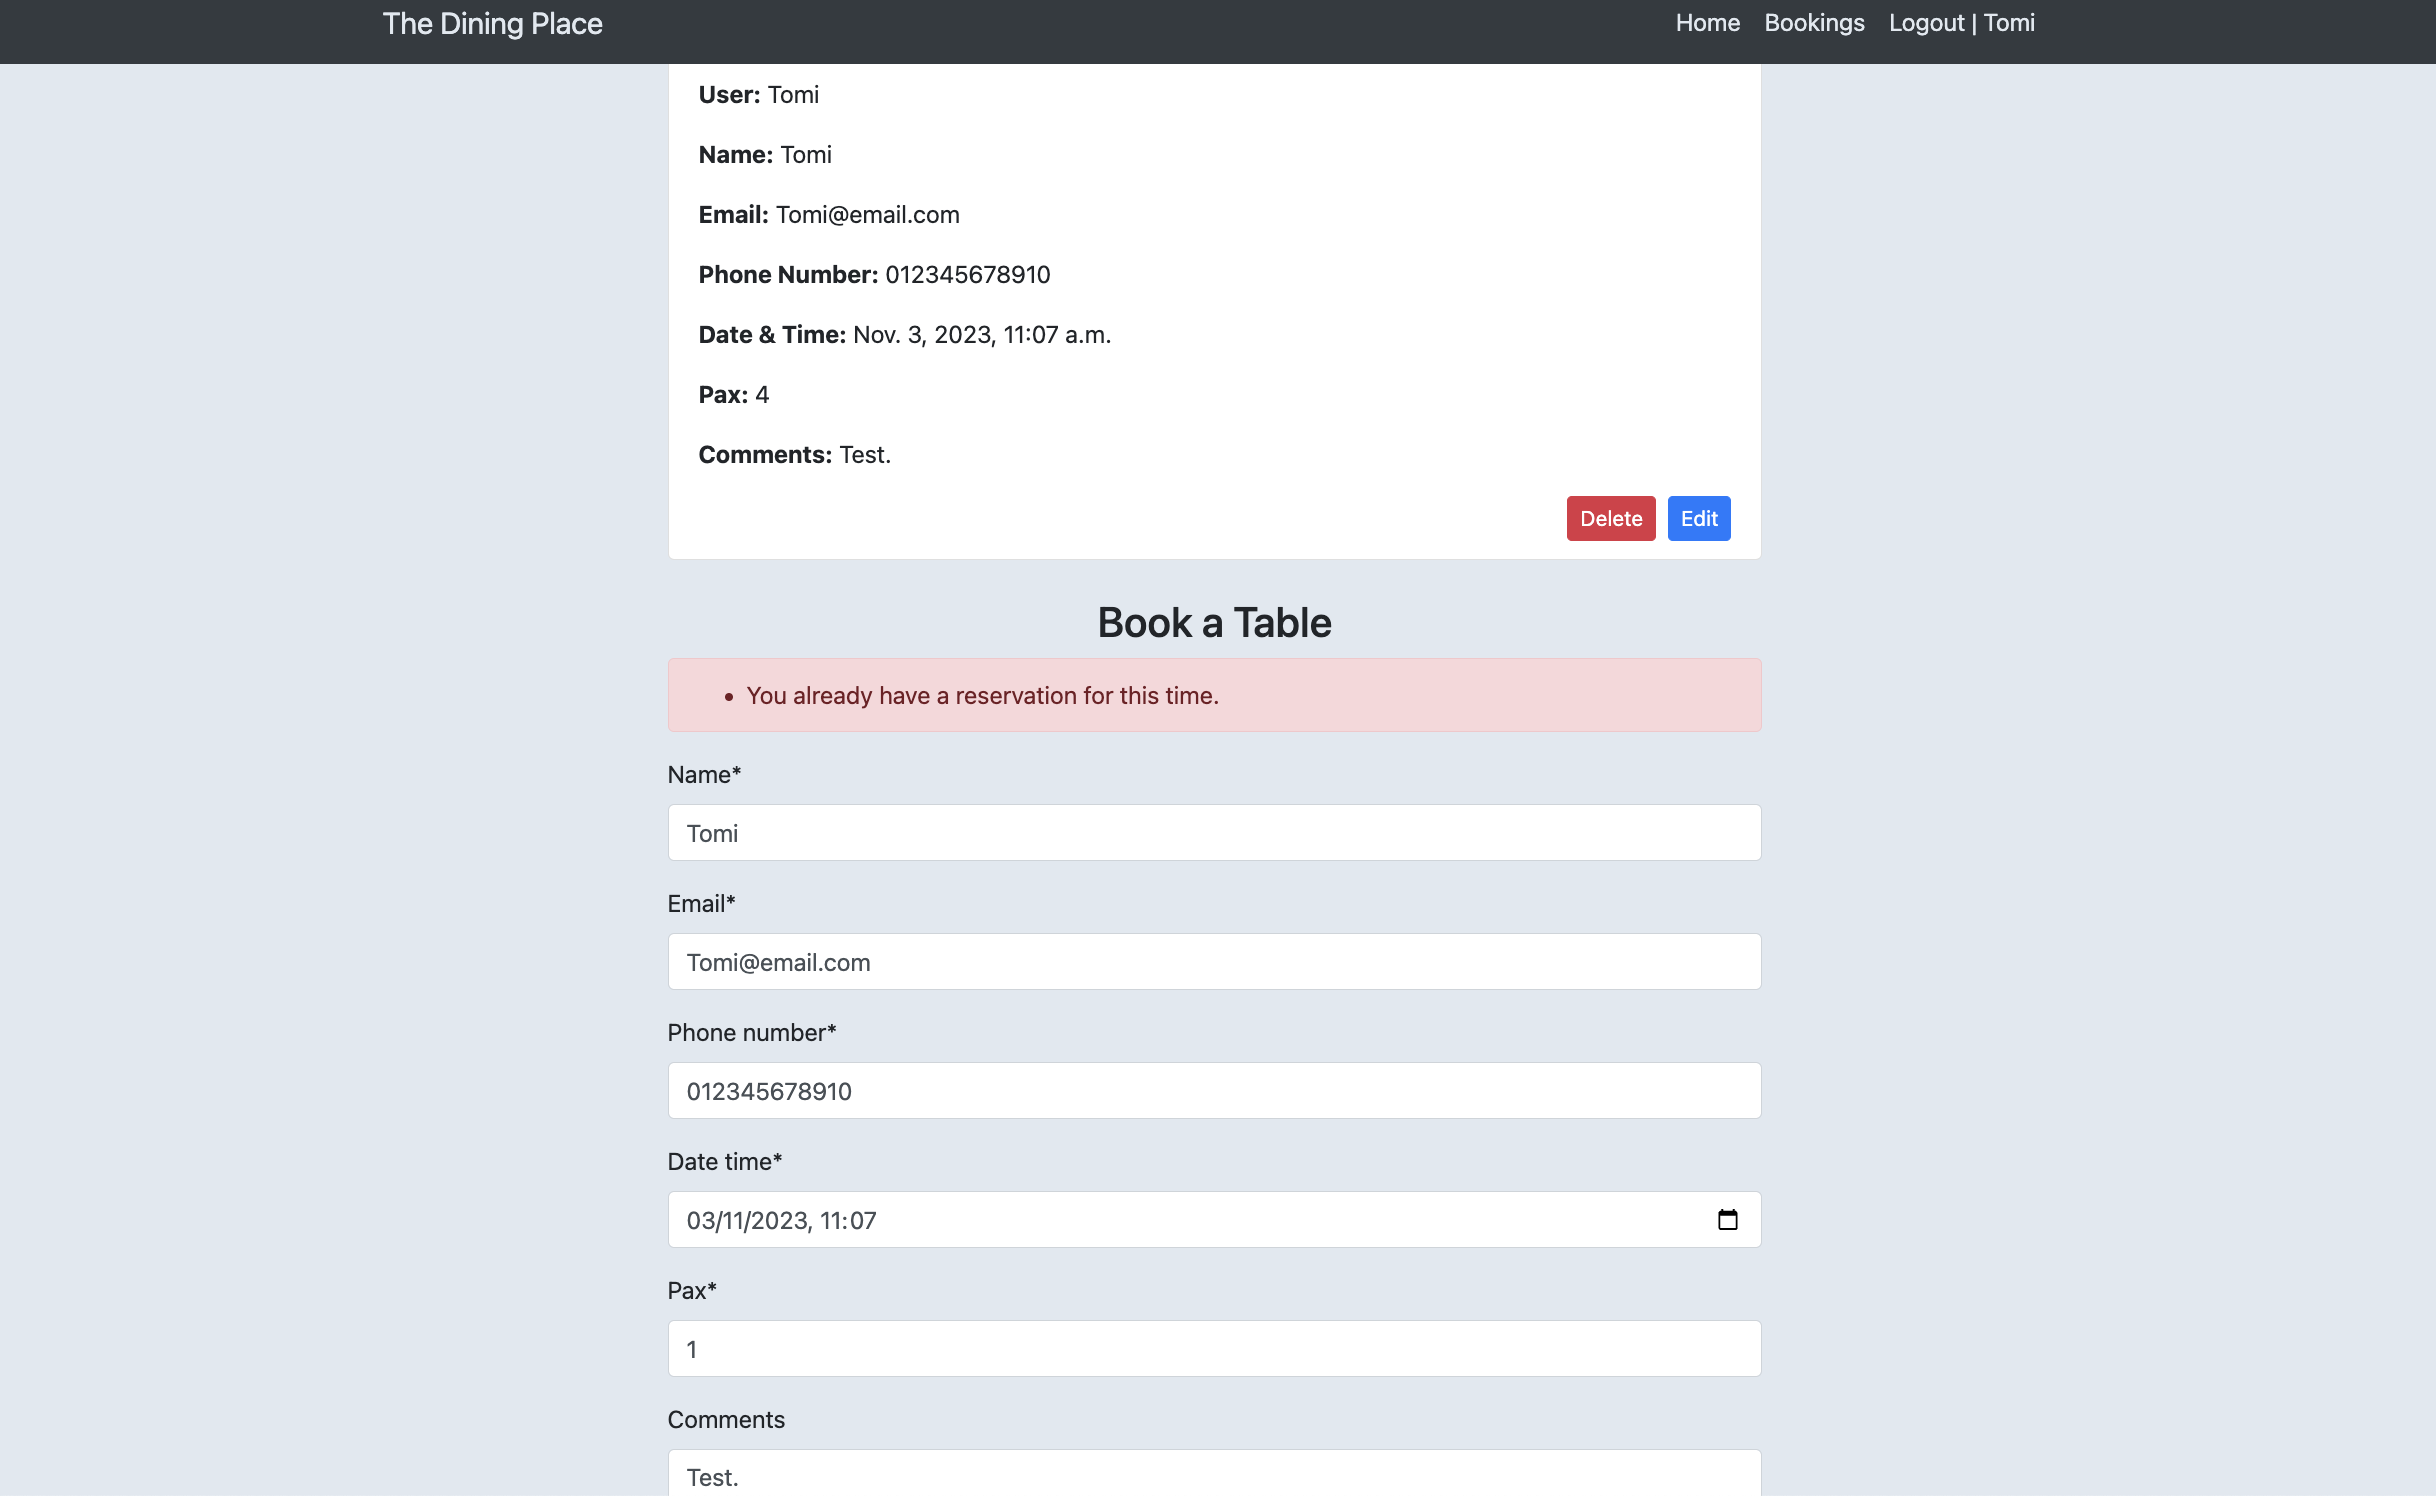 The Dining Place Home Bookings Logout | Tomi
User: Tomi
Name: Tomi
Email: Tomi@email.com
Phone Number: 012345678910
Date & Time: Nov. 3, 2023, 11:07 a.m.
Pax: 4
Comments: Test.
Delete Edit
Book a Table
• You already have a reservation for this time.
Name*
Tomi
Email*
Tomi@email.com
Phone number*
012345678910
Date time*
03/11/2023, 11:07
Pax*
1
Comments
Test.